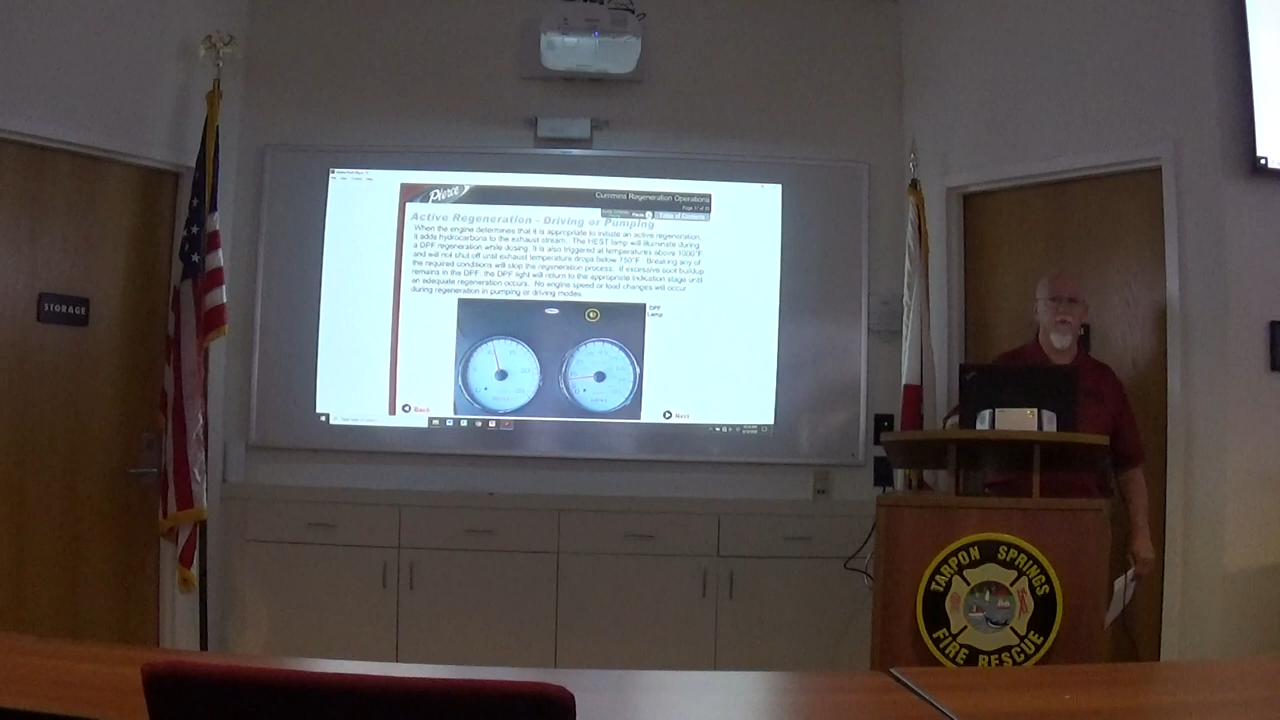 STORAGE
Pierce
Cummins Regeneration Operations
Table of Contents
Active Regeneration - Driving or Pumping
When the engine determines that it is appropriate to initiate an active regeneration,
it adds hydrocarbons to the exhaust stream. The HEST lamp will illuminate during
a DPF regeneration while dosing. It is also triggered at temperatures above 1000°F
and will not shut off until exhaust temperature drops below 750°F. Breaking any of
the required conditions will stop the regeneration process. If excessive soot buildup
remains in the DPF, the DPF light will return to the appropriate indication stage until
an adequate regeneration occurs. No engine speed or load changes will occur
during regeneration in pumping or driving modes.
DPF
Lamp
Back
Next
TARPON SPRINGS
FIRE RESCUE